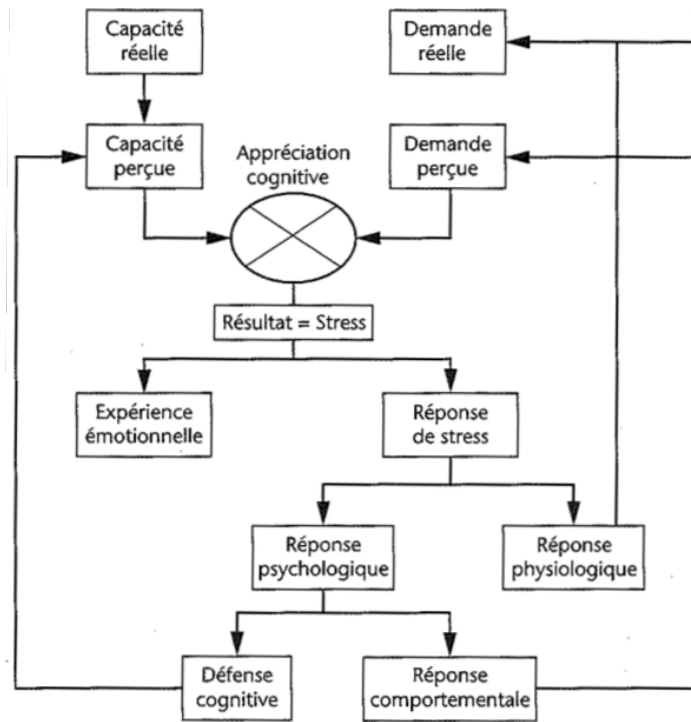 Capacité
réelle
Demande
réelle
Capacité
perçue
Appréciation
cognitive
Demande
perçue
Résultat = Stress
Expérience
émotionnelle
Réponse
de stress
Réponse
psychologique
Réponse
physiologique
Défense
cognitive
Réponse
comportementale